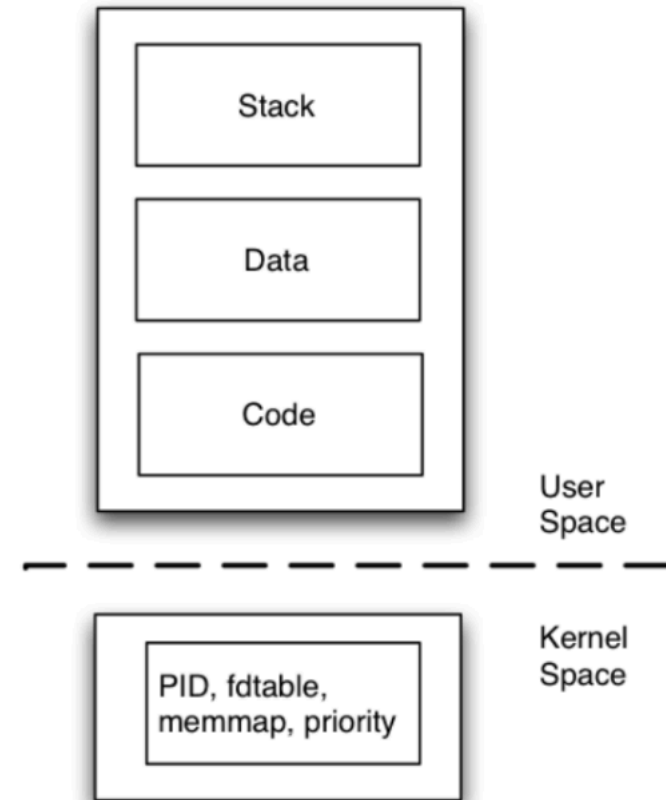 Stack
Data
Code
User
Space
Kernel
Space
PID, fdtable,
memmap, priority